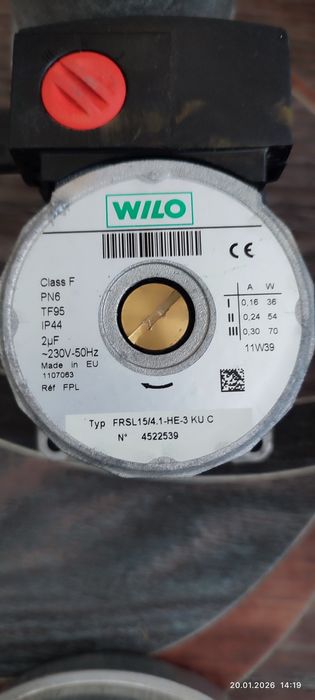 WILO
CE
Class F
PN6
TF95
IP44
2µF
~230V-50Hz
Made in EU
1107063
Réf FPL
A W
I 0,16 36
II 0,24 54
III 0,30 70
11W39
Typ FRSL15/4.1-HE-3 KU C
N° 4522539
20.01.2026 14:19